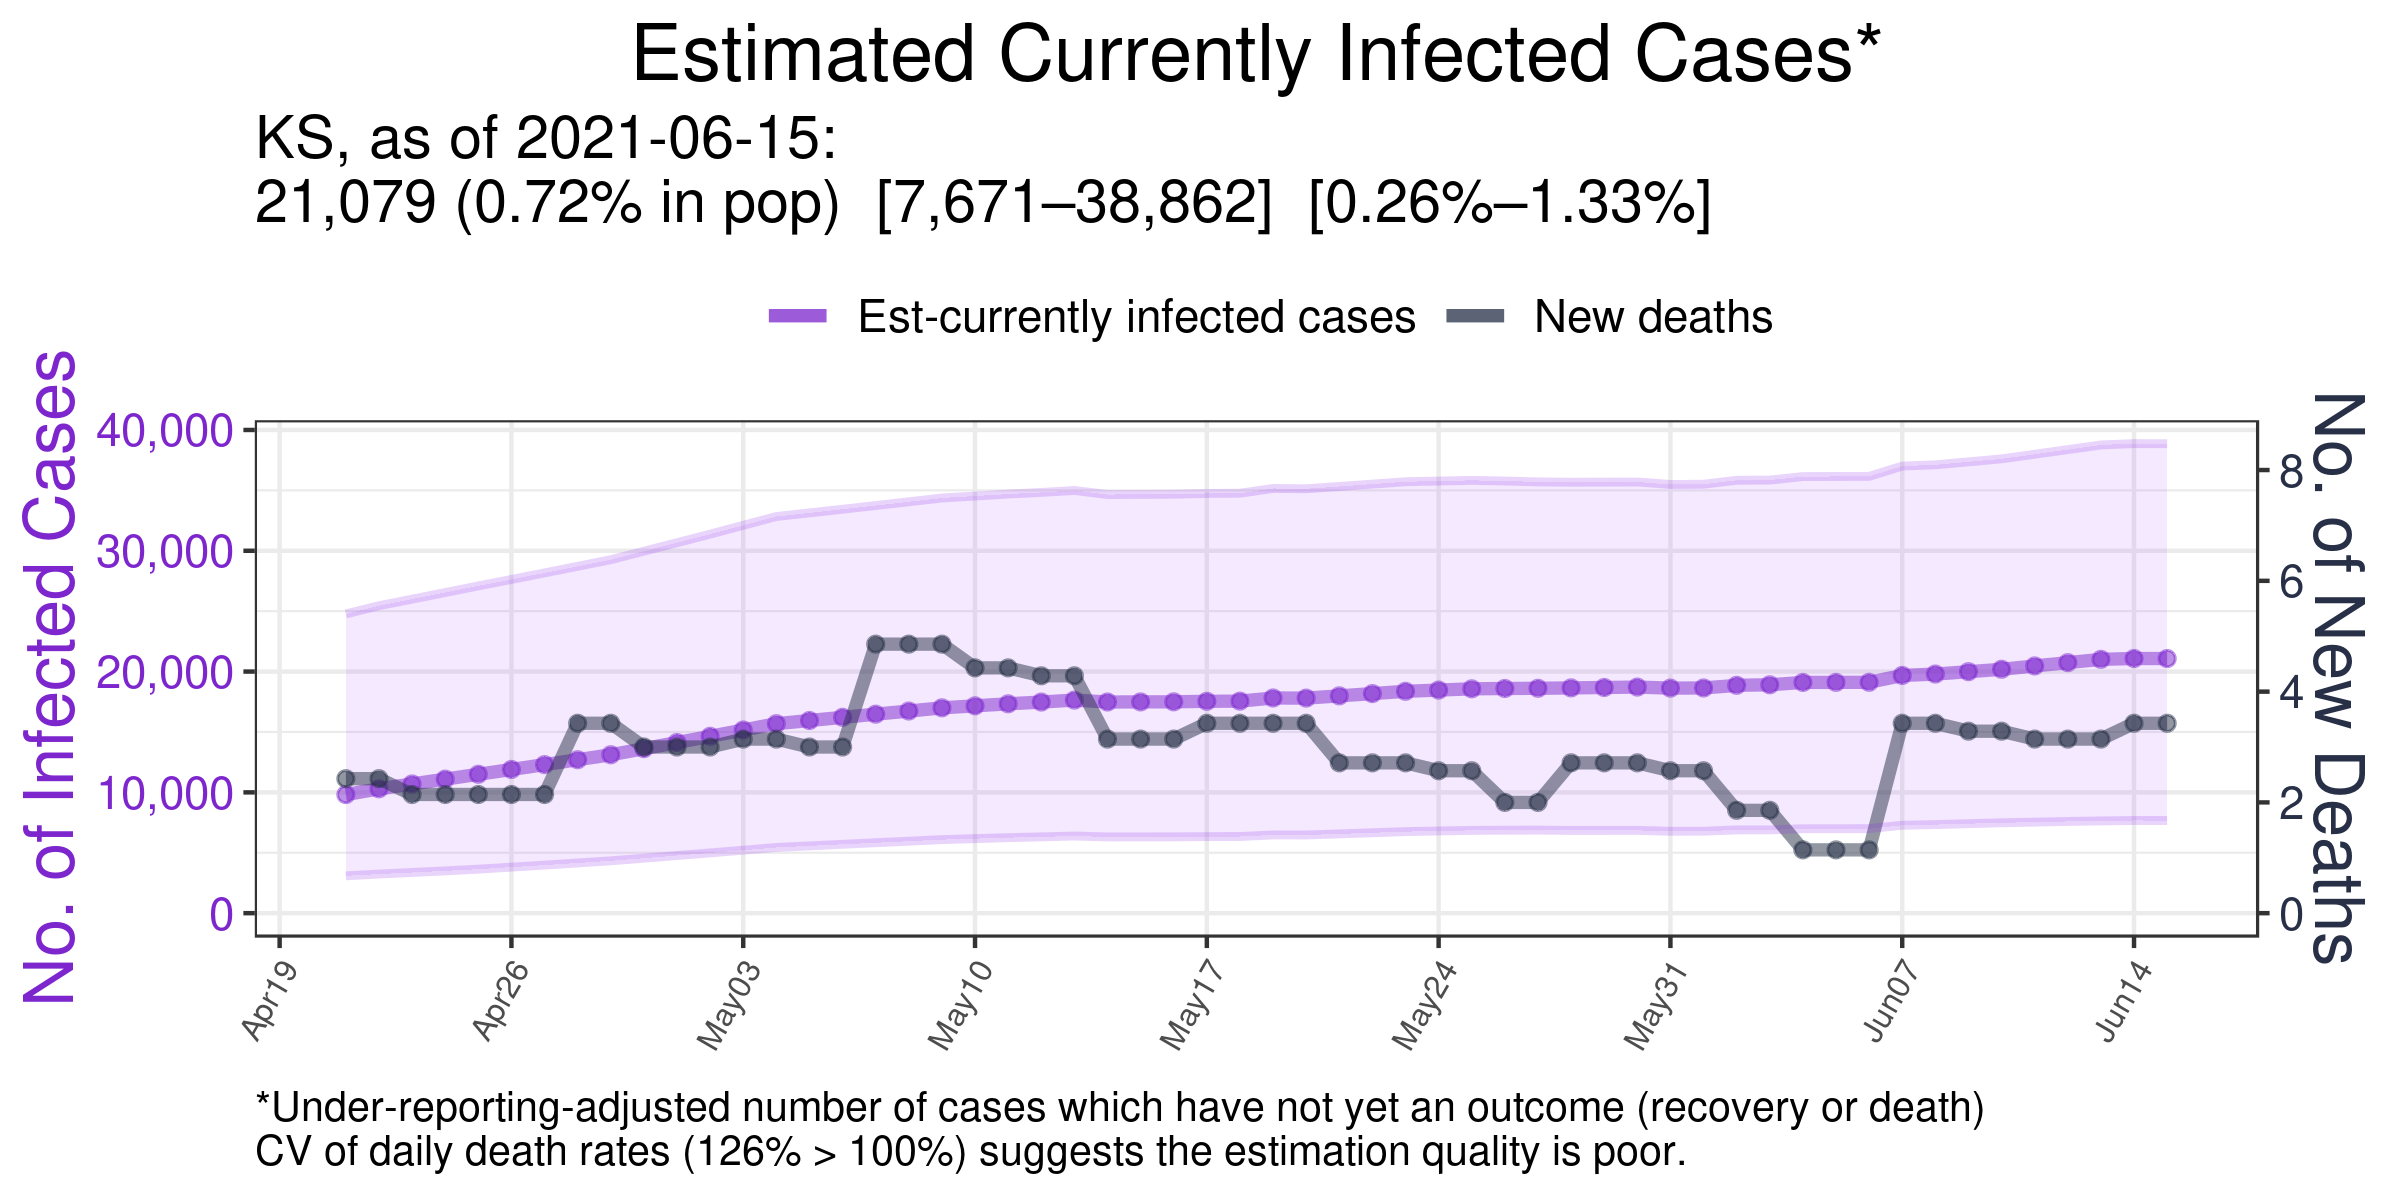 Estimated Currently Infected Cases*
KS, as of 2021-06-15:
21,079 (0.72% in pop)  [7,671–38,862]  [0.26%–1.33%]
Est-currently infected cases
New deaths
No. of Infected Cases
40,000
30,000
20,000
10,000
0
8
6
4
2
0
No. of New Deaths
Apr19
Apr26
May03
May10
May17
May24
May31
Jun07
Jun14
*Under-reporting-adjusted number of cases which have not yet an outcome (recovery or death)
CV of daily death rates (126% > 100%) suggests the estimation quality is poor.